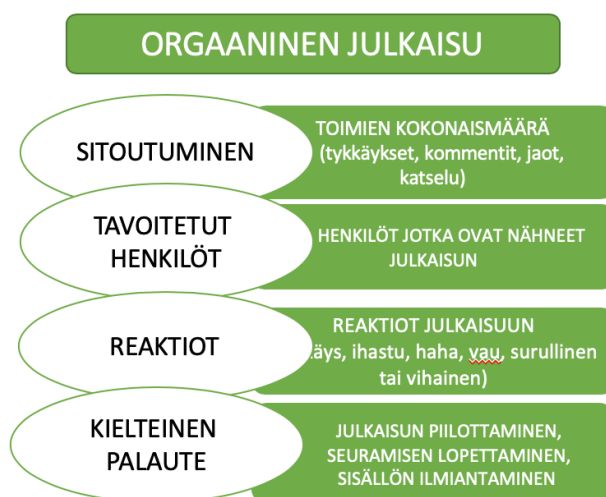 ORGAANINEN JULKAISU
SITOUTUMINEN
TOIMIEN KOKONAISMÄÄRÄ
(tykkäykset, kommentit, jaot,
katselu)
TAVOITETUT
HENKILÖT
HENKILÖT JOTKA OVAT NÄHNEET
JULKAISUN
REAKTIOT
REAKTIOT JULKAISUUN
ihastu, haha, vau, surullinen
tai vihainen)
KIELTEINEN
PALAUTE
JULKAISUN PIILOTTAMINEN,
SEURAMISEN LOPETTAMINEN,
SISÄLLÖN ILMIANTAMINEN